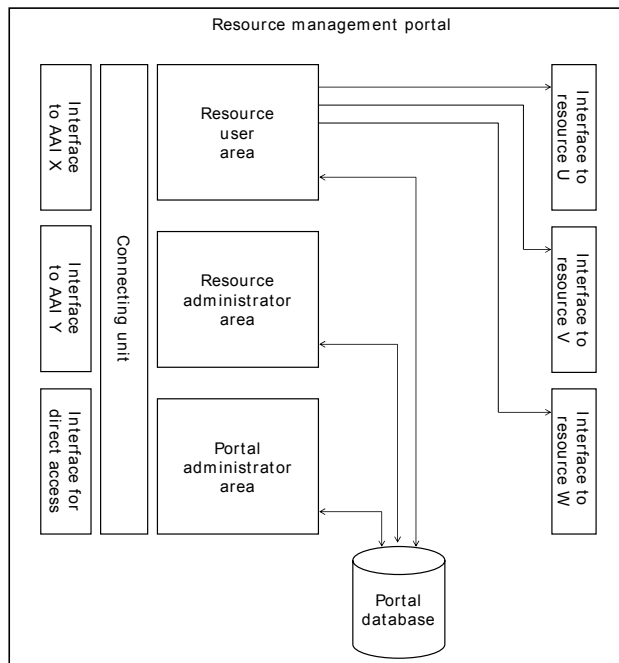 Resource management portal
Interface
to AAI X
Interface
to AAI Y
Interface for
direct access
Connecting unit
Resource
user
area
Resource
administrator
area
Portal
administrator
area
Interface to
resource U
Interface to
resource V
Interface to
resource W
Portal
database